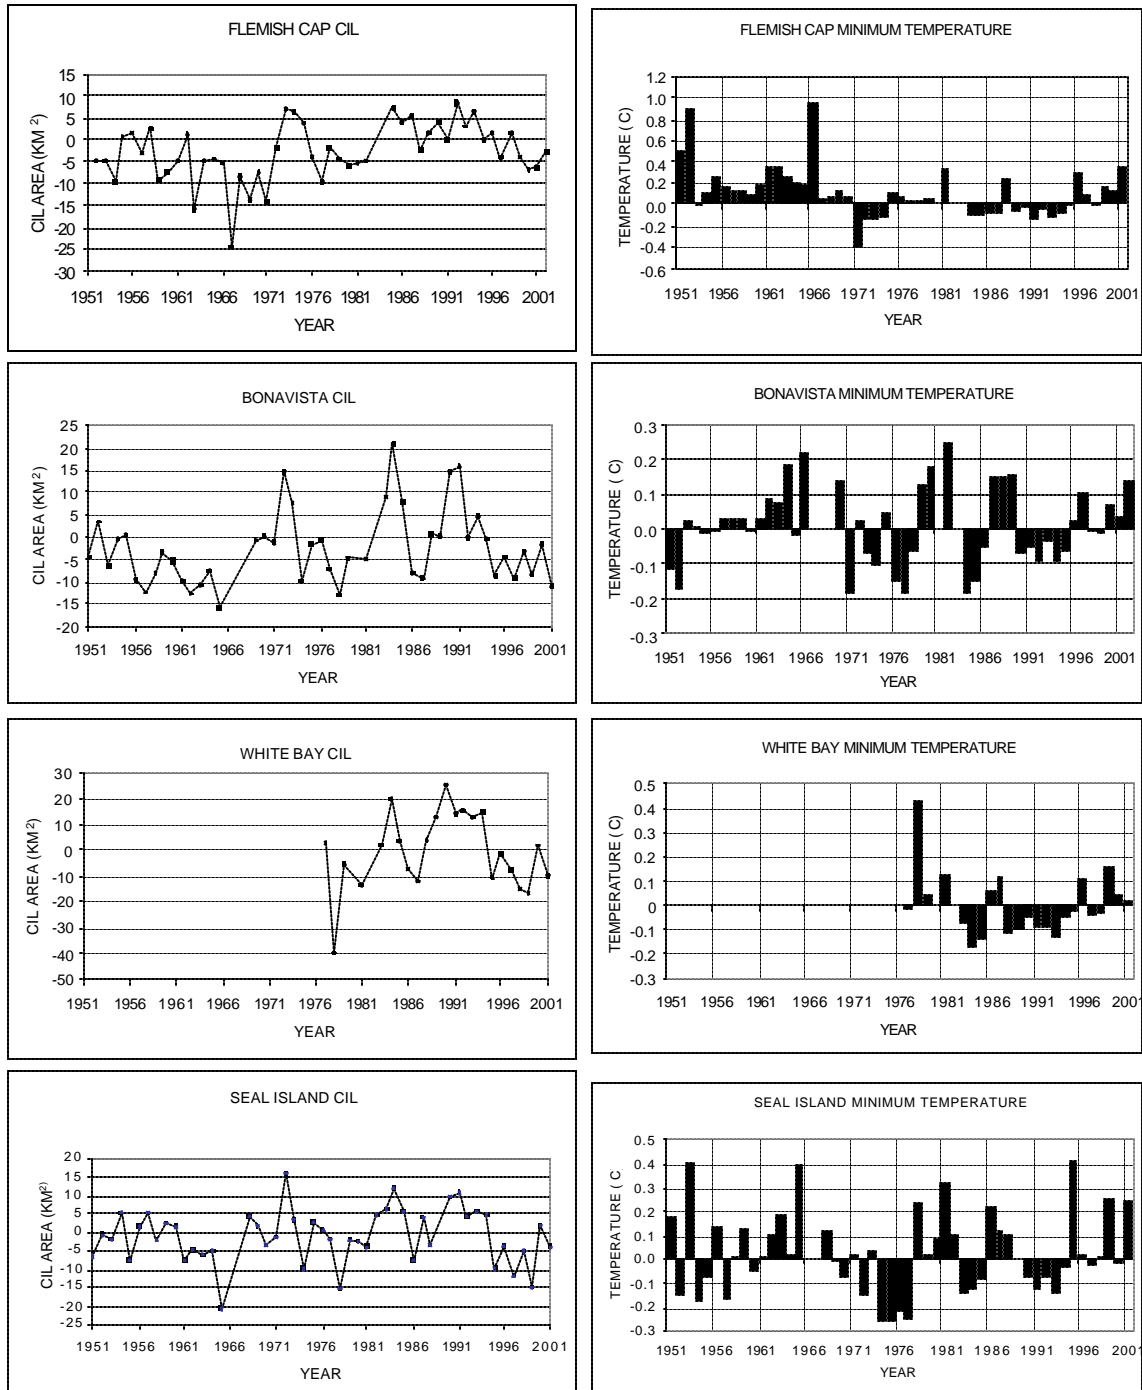 FLEMISH CAP CIL
CIL AREA (KM²)
15
10
5
0
-5
-10
-15
-20
-25
-30
1951 1956 1961 1966 1971 1976 1981 1986 1991 1996 2001
YEAR
FLEMISH CAP MINIMUM TEMPERATURE
TEMPERATURE ( C)
1.2
1.0
0.8
0.6
0.4
0.2
0.0
-0.2
-0.4
-0.6
1951 1956 1961 1966 1971 1976 1981 1986 1991 1996 2001
YEAR
BONAVISTA CIL
CIL AREA (KM²)
25
20
15
10
5
0
-5
-10
-15
-20
1951 1956 1961 1966 1971 1976 1981 1986 1991 1996 2001
YEAR
BONAVISTA MINIMUM TEMPERATURE
TEMPERATURE ( C)
0.3
0.2
0.1
0.0
-0.1
-0.2
-0.3
1951 1956 1961 1966 1971 1976 1981 1986 1991 1996 2001
YEAR
WHITE BAY CIL
CIL AREA (KM²)
30
20
10
0
-10
-20
-30
-40
-50
1951 1956 1961 1966 1971 1976 1981 1986 1991 1996 2001
YEAR
WHITE BAY MINIMUM TEMPERATURE
TEMPERATURE ( C)
0.5
0.4
0.3
0.2
0.1
0
-0.1
-0.2
-0.3
1951 1956 1961 1966 1971 1976 1981 1986 1991 1996 2001
YEAR
SEAL ISLAND CIL
CIL AREA (KM²)
20
15
10
5
0
-5
-10
-15
-20
-25
1951 1956 1961 1966 1971 1976 1981 1986 1991 1996 2001
YEAR
SEAL ISLAND MINIMUM TEMPERATURE
TEMPERATURE ( C
0.5
0.4
0.3
0.2
0.1
0.0
-0.1
-0.2
-0.3
1951 1956 1961 1966 1971 1976 1981 1986 1991 1996 2001
YEAR